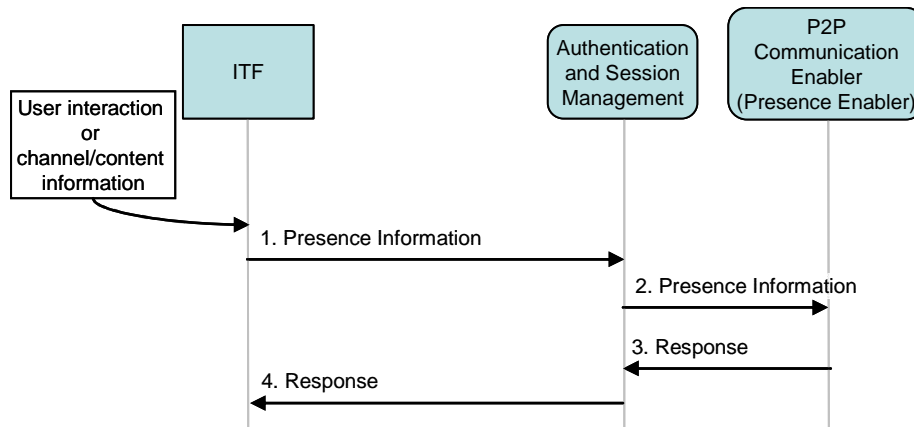 ITF
Authentication
and Session
Management
P2P
Communication
Enabler
(Presence Enabler)
User interaction
or
channel/content
information
1. Presence Information
2. Presence Information
3. Response
4. Response